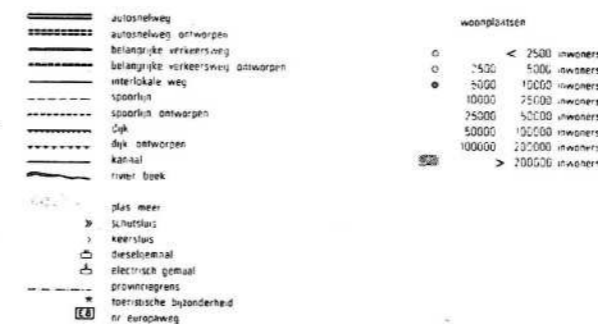 autosnelweg
autosnelweg ontworpen
belangrijke verkeersweg
belangrijke verkeersweg ontworpen
interlokale weg
spoorlijn
spoorlijn ontworpen
dijk
dijk ontworpen
kanaal
rivier beek
plas meer
schutsluis
keersluis
dieselgemaal
electrisch gemaal
provinciegrens
toeristische bijzonderheid
E8 nr europaweg
woonplaatsen
< 2500 inwoners
2500 5000 inwoners
5000 10000 inwoners
10000 25000 inwoners
25000 50000 inwoners
50000 100000 inwoners
100000 200000 inwoners
> 200000 inwoners